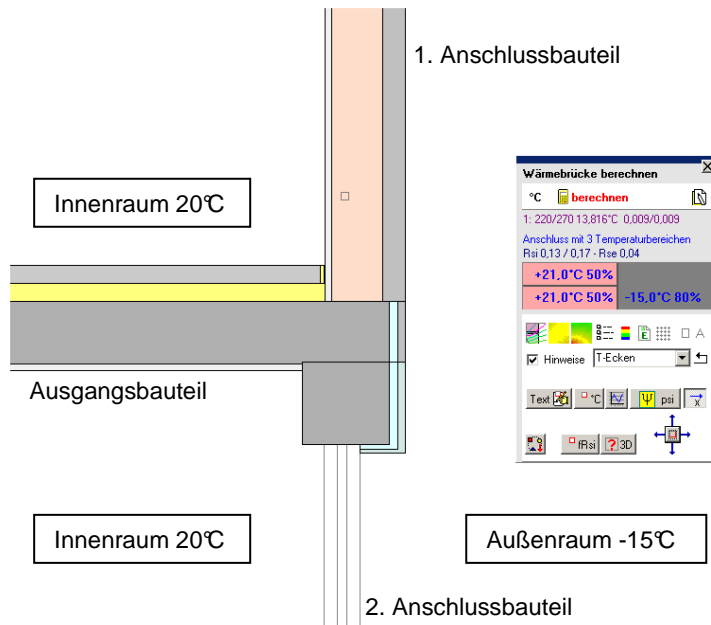 1. Anschlussbauteil
Innenraum 20°C
Ausgangsbauteil
Innenraum 20°C
Außenraum -15°C
2. Anschlussbauteil
Wärmebrücke berechnen
°C berechnen
1: 220/270 13,816°C 0,009/0,009
Anschluss mit 3 Temperaturbereichen
Rsi 0,13 / 0,17 - Rse 0,04
+21,0°C 50%
+21,0°C 50% -15,0°C 80%
E A
Hinweise T-Ecken
Text °C Ψ psi x
fRsi ? 3D